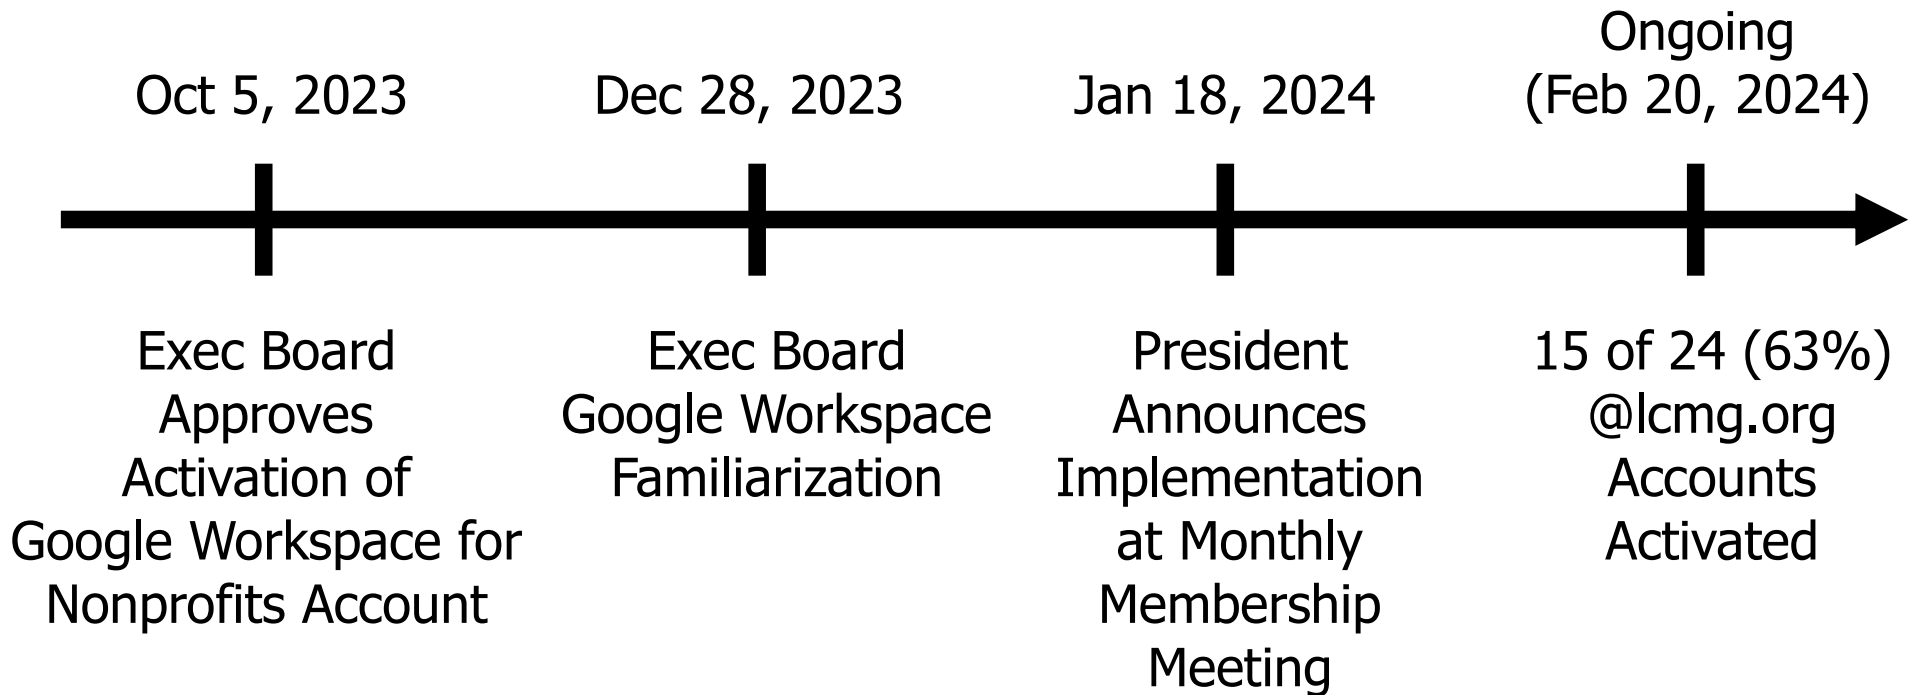 Oct 5, 2023
Dec 28, 2023
Jan 18, 2024
Ongoing
(Feb 20, 2024)
Exec Board
Approves
Activation of
Google Workspace for
Nonprofits Account
Exec Board
Google Workspace
Familiarization
President
Announces
Implementation
at Monthly
Membership
Meeting
15 of 24 (63%)
@lcmg.org
Accounts
Activated